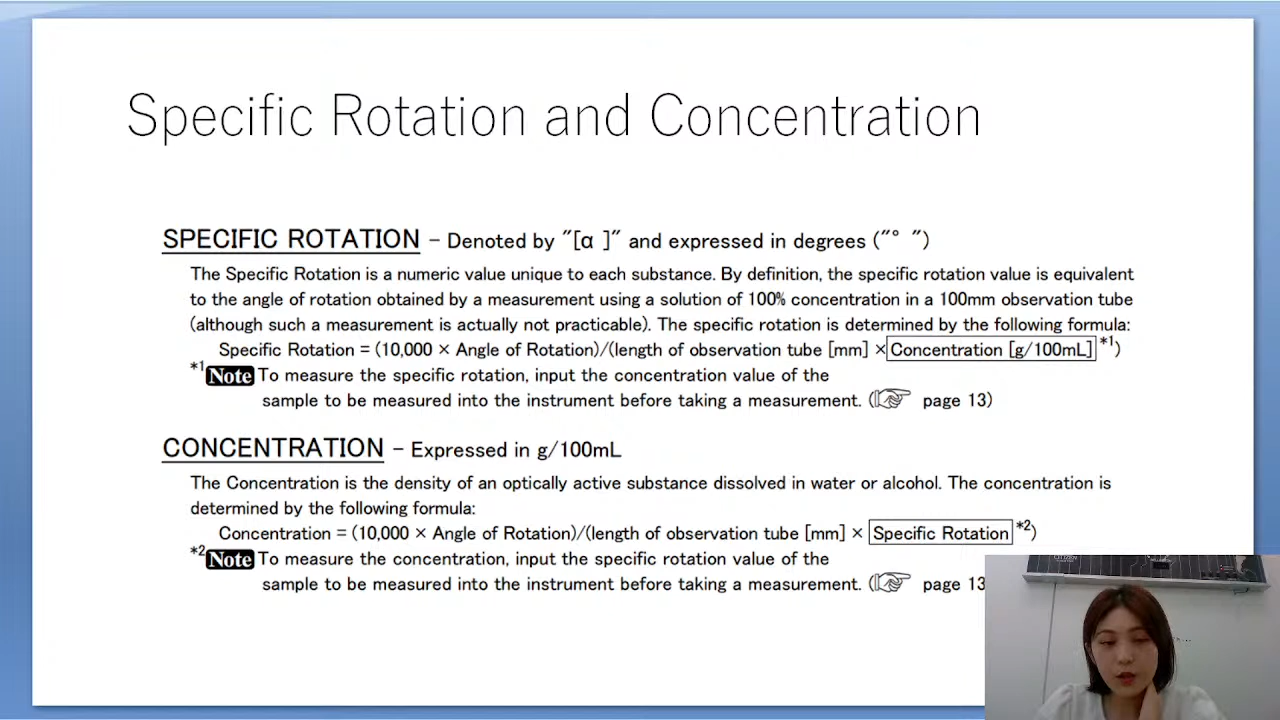 Specific Rotation and Concentration
SPECIFIC ROTATION – Denoted by "[α ]" and expressed in degrees ("° ")
The Specific Rotation is a numeric value unique to each substance. By definition, the specific rotation value is equivalent
to the angle of rotation obtained by a measurement using a solution of 100% concentration in a 100mm observation tube
(although such a measurement is actually not practicable). The specific rotation is determined by the following formula:
Specific Rotation = (10,000 × Angle of Rotation)/(length of observation tube [mm] × Concentration [g/100mL] *1)
*1 Note To measure the specific rotation, input the concentration value of the
sample to be measured into the instrument before taking a measurement. ( page 13)
CONCENTRATION – Expressed in g/100mL
The Concentration is the density of an optically active substance dissolved in water or alcohol. The concentration is
determined by the following formula:
Concentration = (10,000 × Angle of Rotation)/(length of observation tube [mm] × Specific Rotation *2)
*2 Note To measure the concentration, input the specific rotation value of the
sample to be measured into the instrument before taking a measurement. ( page 13